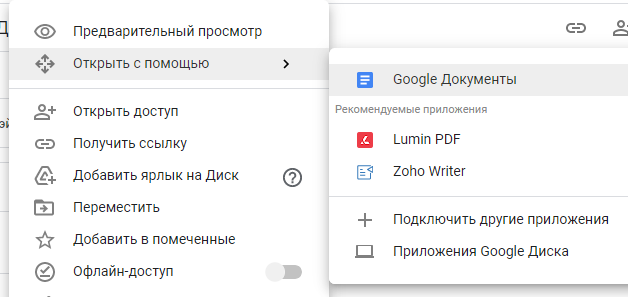 Предварительный просмотр
Открыть с помощью
Открыть доступ
Получить ссылку
Добавить ярлык на Диск
Переместить
Добавить в помеченные
Офлайн-доступ
Google Документы
Рекомендуемые приложения
Lumin PDF
Zoho Writer
Подключить другие приложения
Приложения Google Диска